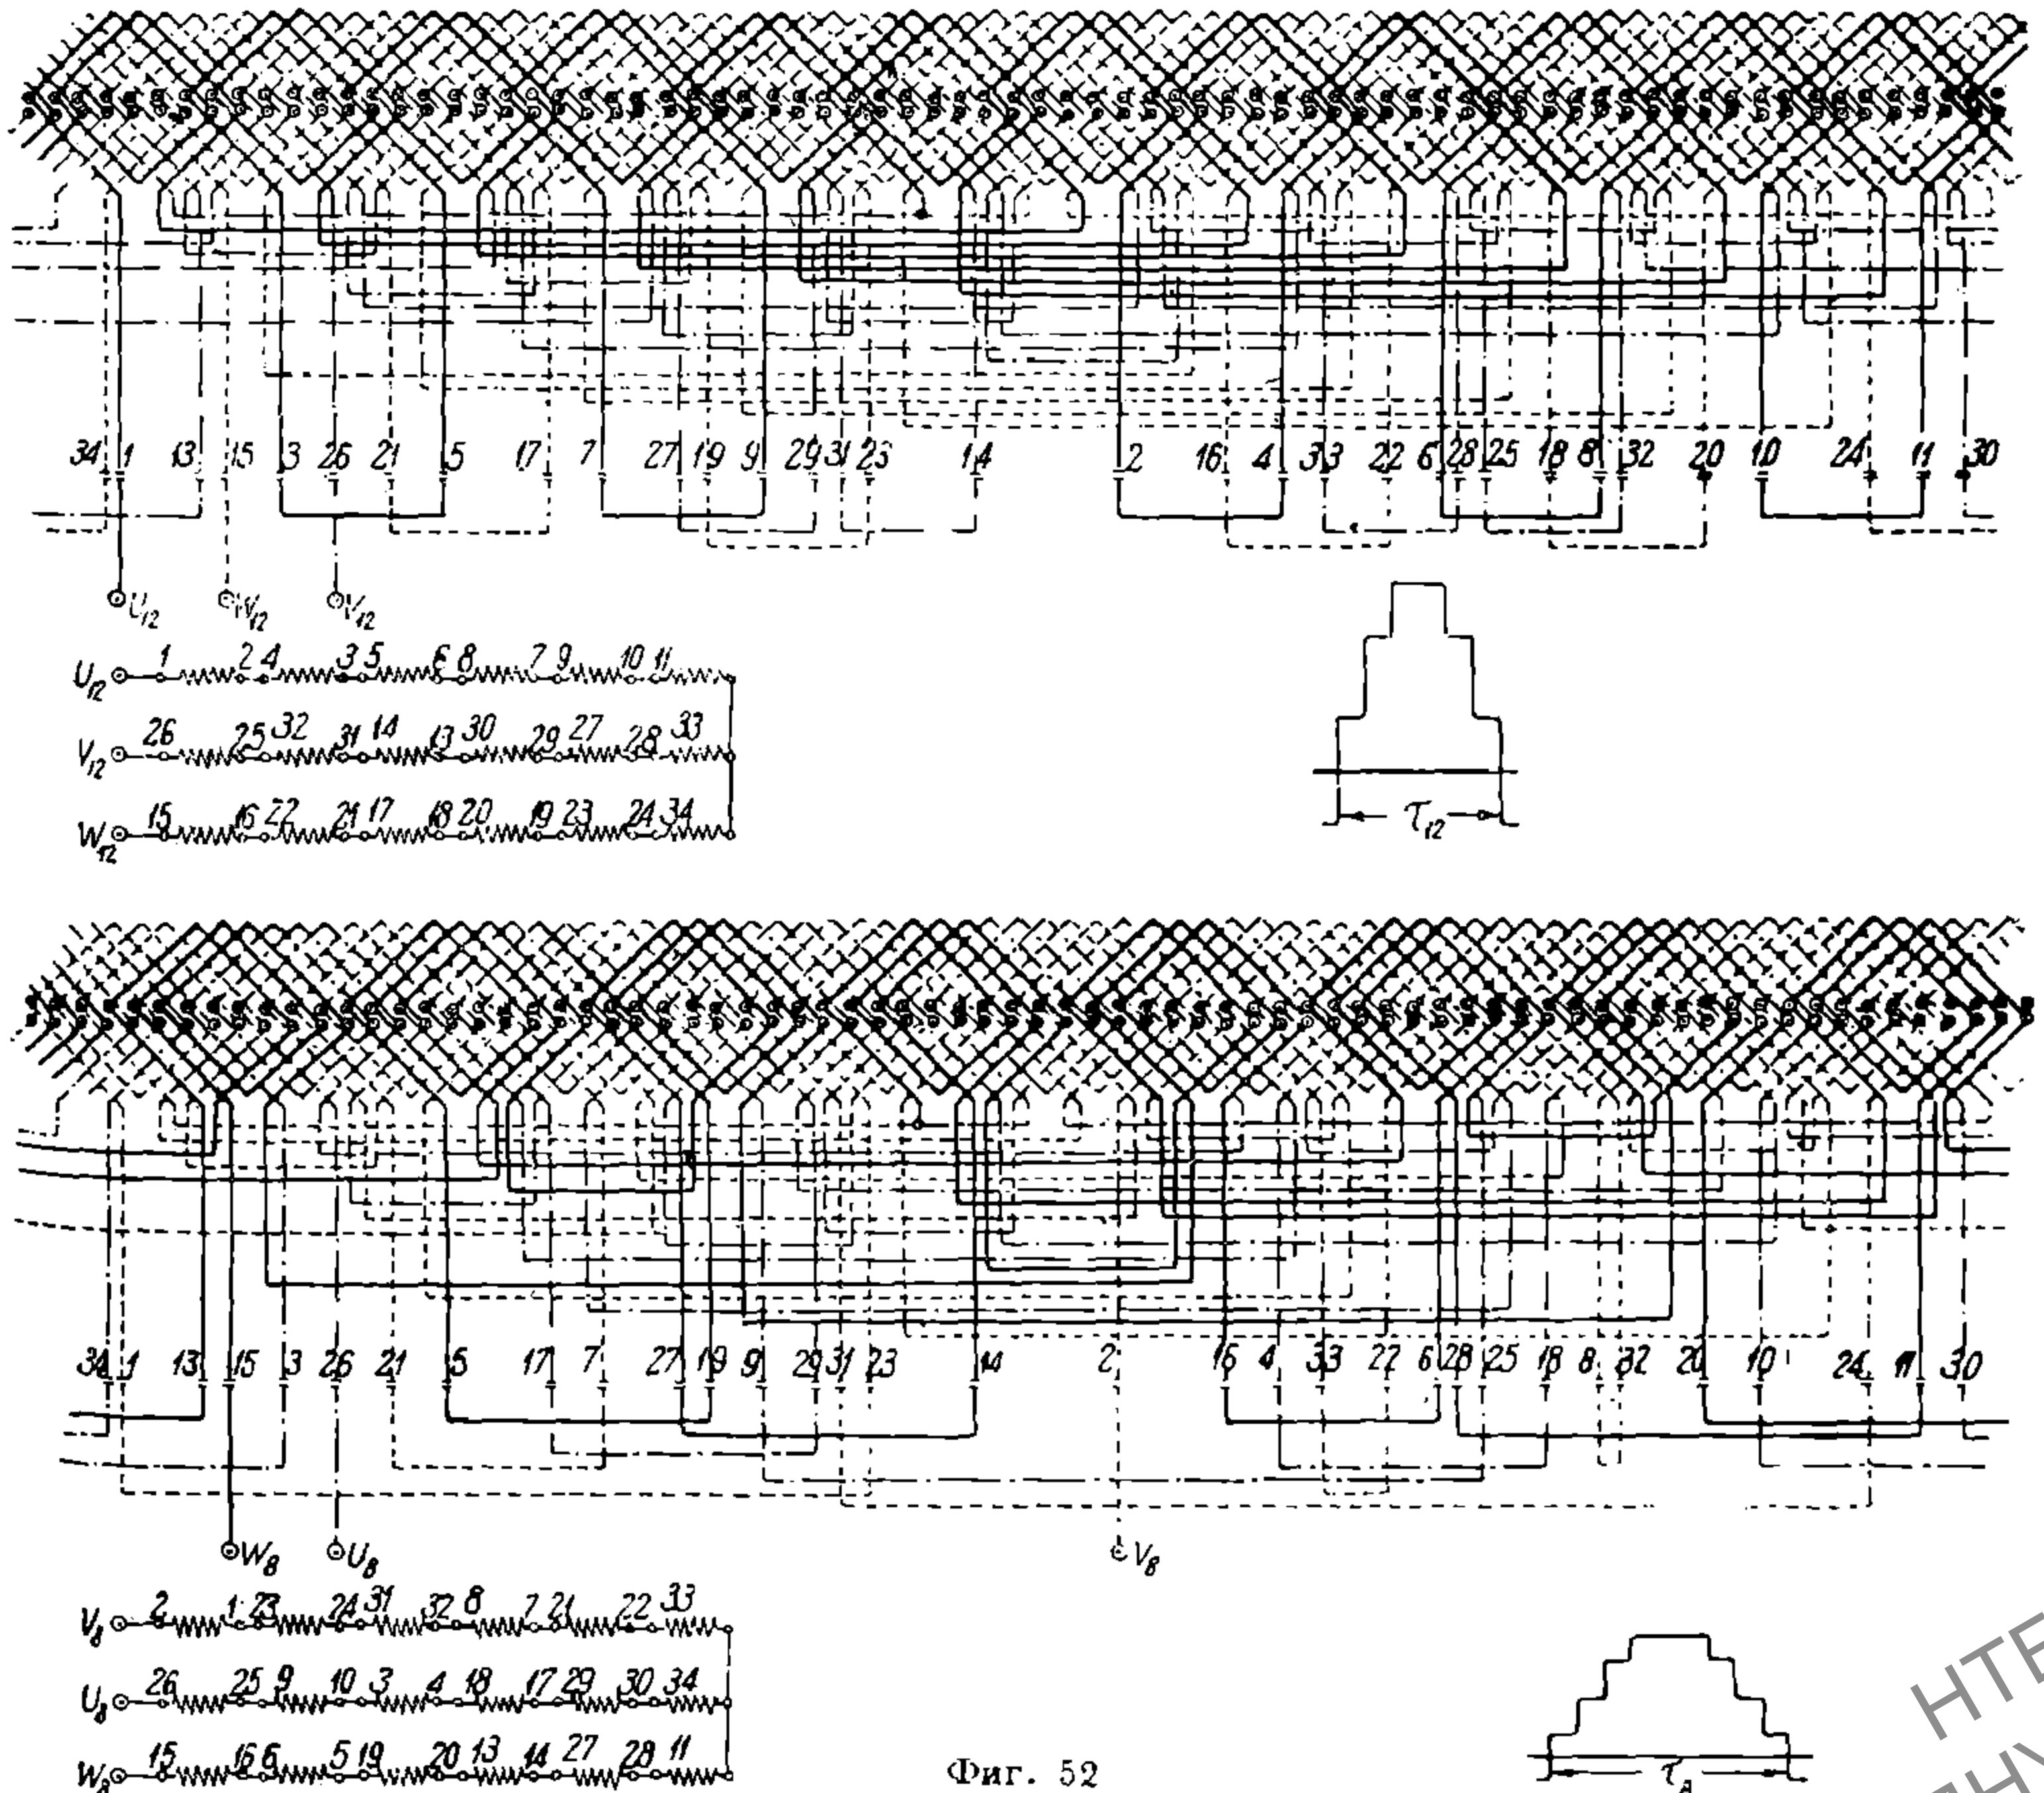 34 1 13 15 3 26 21 5 17 7 27 19 9 29 31 23 14 2 16 4 33 22 6 28 25 18 8 32 20 10 24 11 30
U12 W12 V12
U12 1 2 4 3 5 6 8 7 9 10 11
V12 26 25 32 31 14 13 30 29 27 28 33
W12 15 16 22 21 17 18 20 19 23 24 34
τ12
34 1 13 15 3 26 21 5 17 7 27 19 9 29 31 23 14 2 16 4 33 22 6 28 25 18 8 32 20 10 24 11 30
W8 U8 V8
V8 2 1 23 24 31 32 8 7 21 22 33
U8 26 25 9 10 3 4 18 17 29 30 34
W8 15 16 6 5 19 20 13 14 27 28 11
τ8
Фиг. 52
НТБ